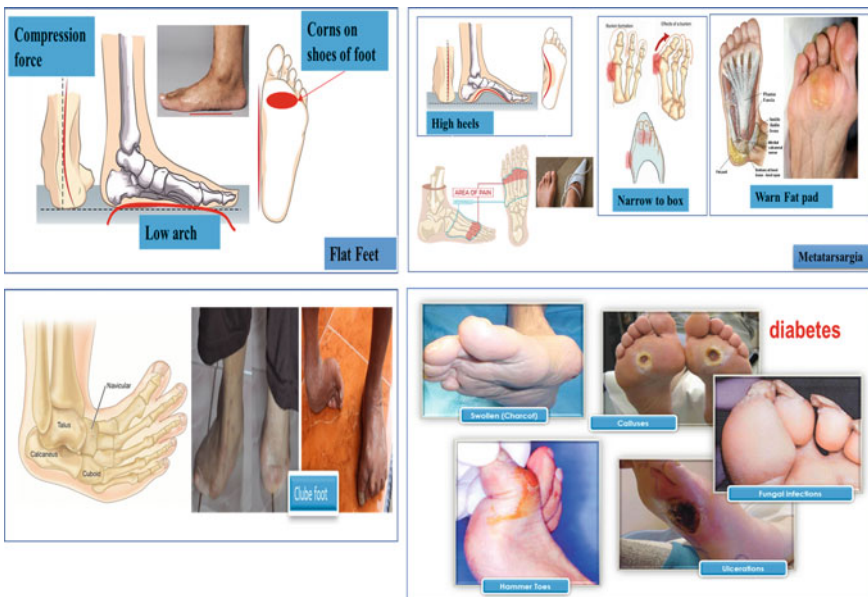 Compression
force
Corns on
shoes of foot
Low arch
Flat Feet
High heels
AREA OF PAIN
Narrow to box
Warn Fat pad
Metatarsargia
Navicular
Talus
Calcaneus
Cuboid
Clube foot
diabetes
Swollen (Charcot)
Calluses
Fungal infections
Hammer Toes
Ulcerations